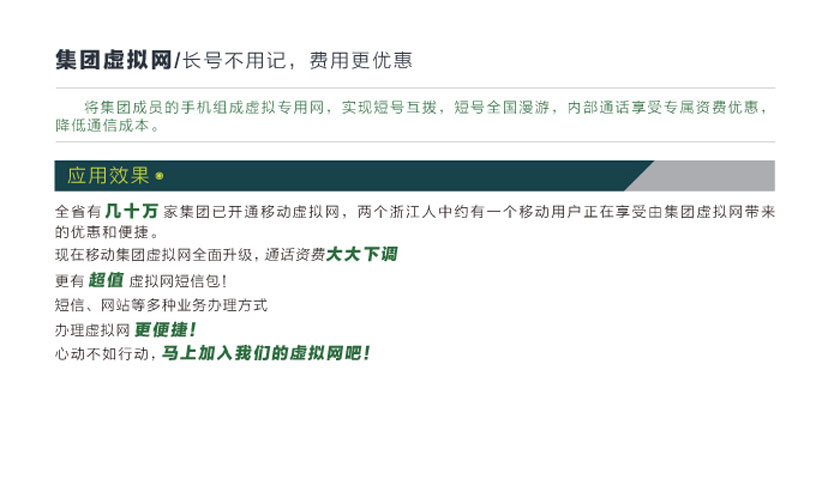 集团虚拟网/长号不用记，费用更优惠
将集团成员的手机组成虚拟专用网，实现短号互拨，短号全国漫游，内部通话享受专属资费优惠，
降低通信成本。
应用效果
全省有几十万家集团已开通移动虚拟网，两个浙江人中约有一个移动用户正在享受由集团虚拟网带来
的优惠和便捷。
现在移动集团虚拟网全面升级，通话资费大大下调
更有 超值 虚拟网短信包！
短信、网站等多种业务办理方式
办理虚拟网 更便捷！
心动不如行动，马上加入我们的虚拟网吧！